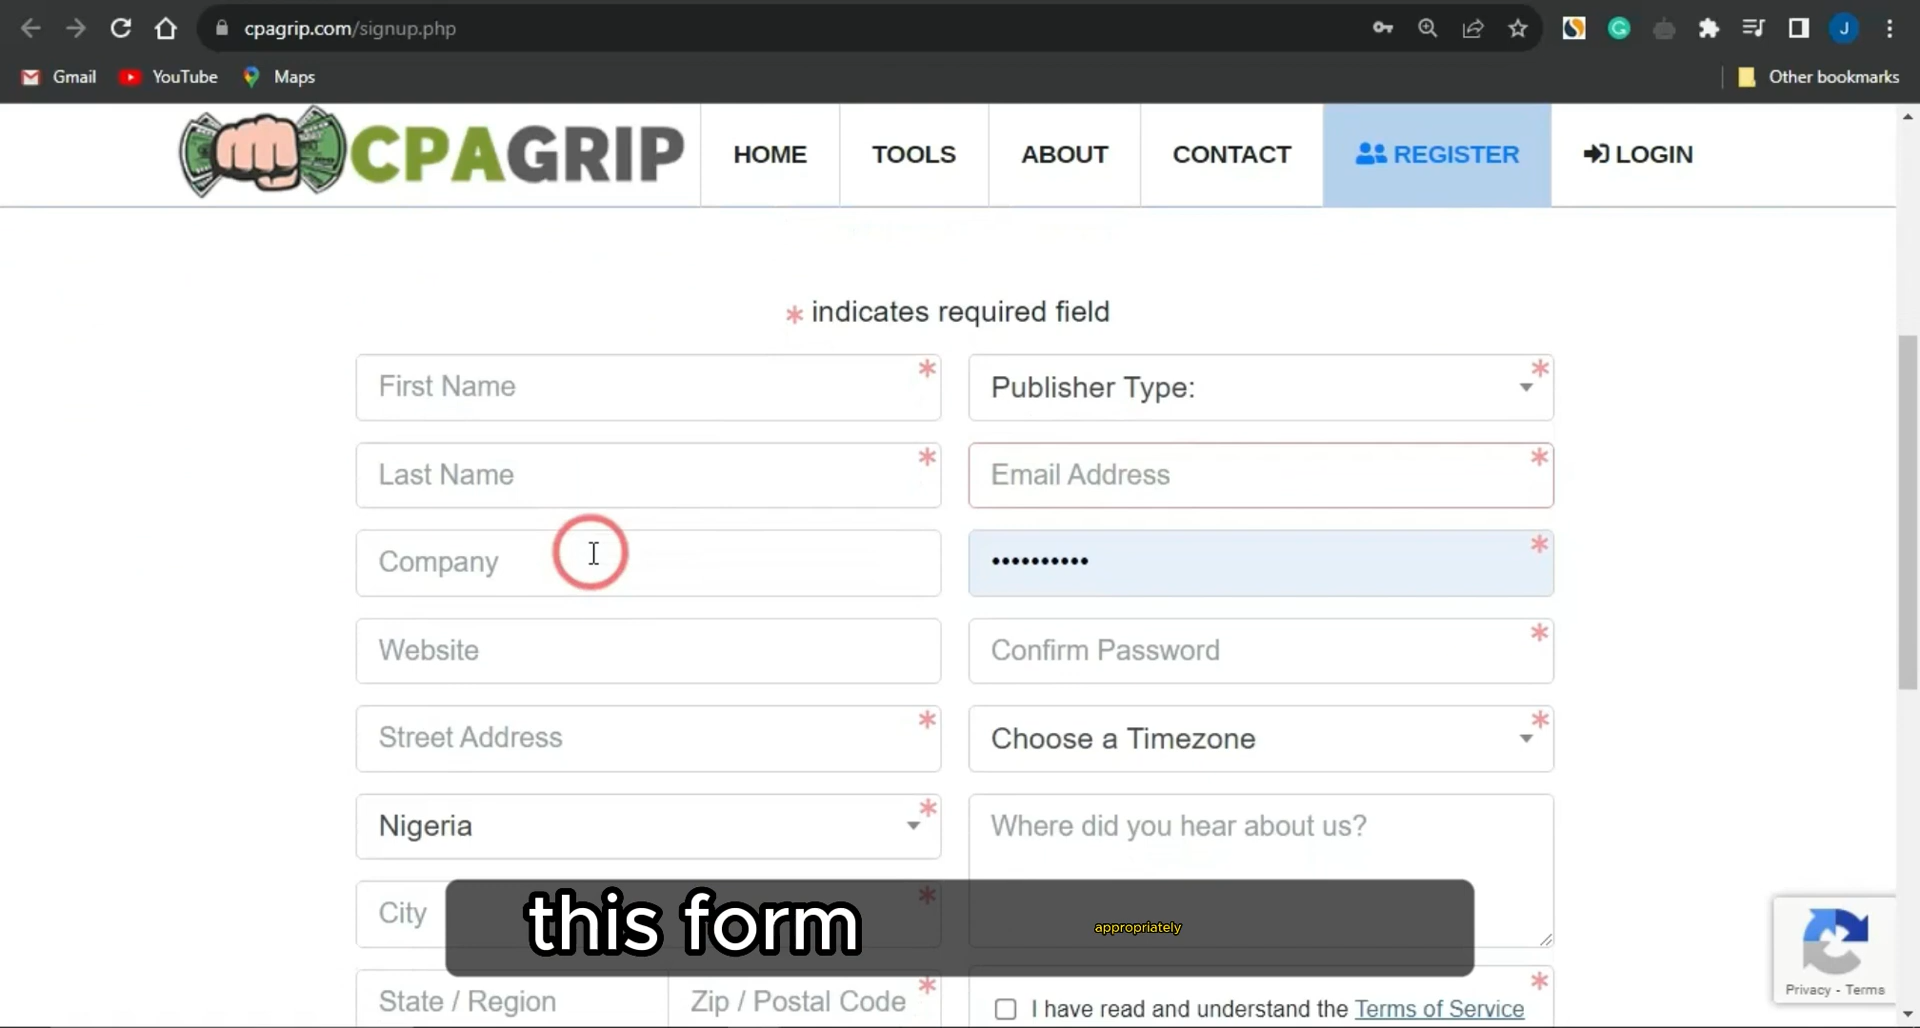 cpagrip.com/signup.php
Gmail YouTube Maps Other bookmarks
CPAGRIP HOME TOOLS ABOUT CONTACT REGISTER LOGIN
* indicates required field
First Name * Publisher Type: *
Last Name * Email Address *
Company •••••••••• *
Website Confirm Password *
Street Address * Choose a Timezone *
Nigeria * Where did you hear about us?
City *
this form appropriately
State / Region Zip / Postal Code * I have read and understand the Terms of Service *
Privacy - Terms
J